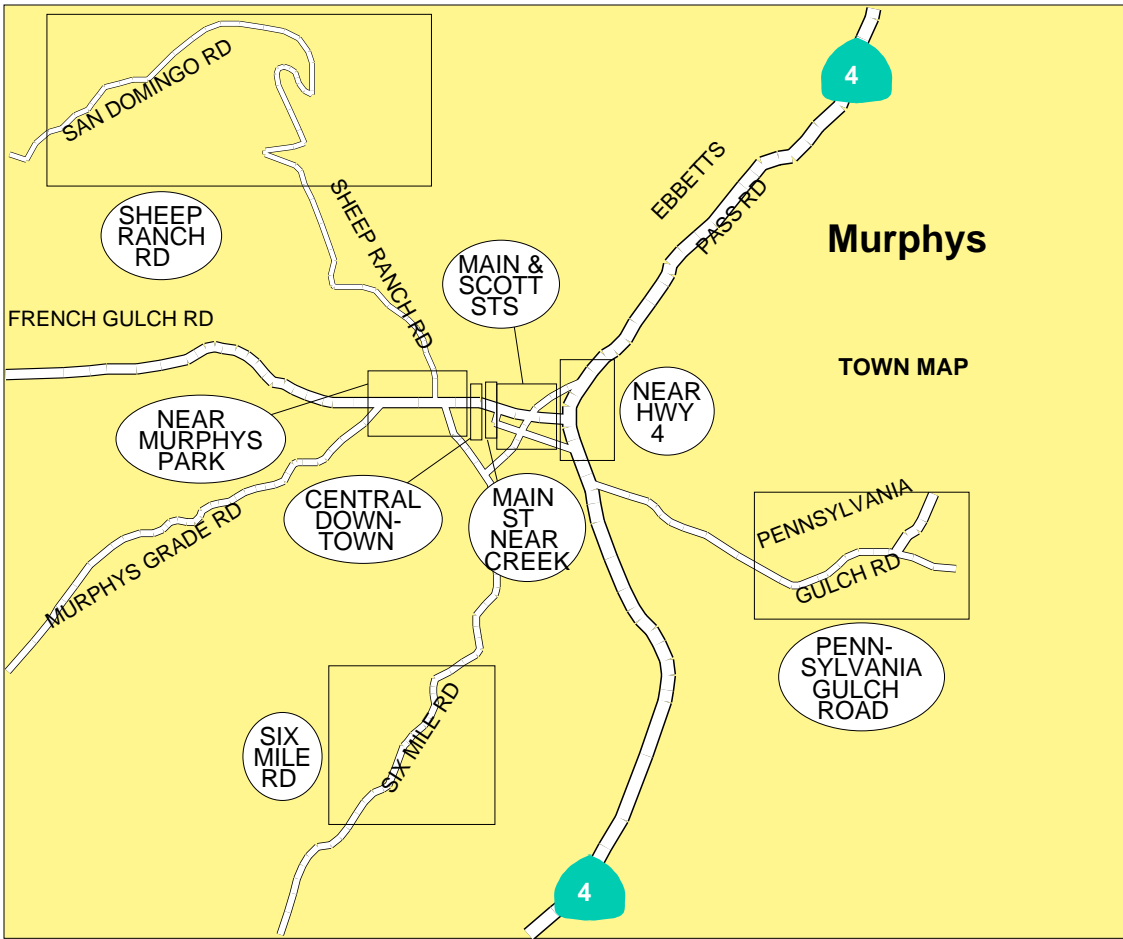 4
SAN DOMINGO RD
EBBETTS
PASS RD
SHEEP
RANCH
RD
SHEEP RANCH RD
Murphys
MAIN &
SCOTT
STS
FRENCH GULCH RD
TOWN MAP
NEAR
HWY
4
NEAR
MURPHYS
PARK
CENTRAL
DOWN-
TOWN
MAIN
ST
NEAR
CREEK
MURPHYS GRADE RD
PENNSYLVANIA
GULCH RD
PENN-
SYLVANIA
GULCH
ROAD
SIX
MILE
RD
SIX MILE RD
4